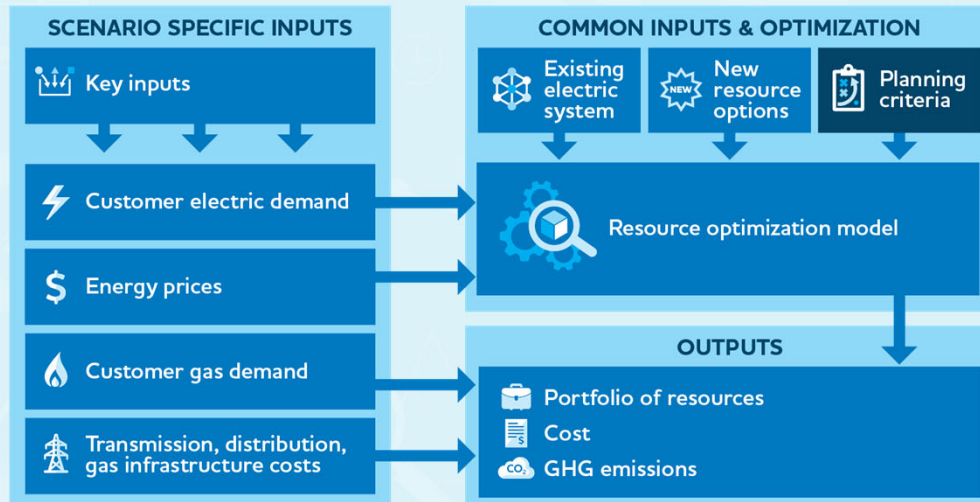 SCENARIO SPECIFIC INPUTS
Key inputs
Customer electric demand
Energy prices
Customer gas demand
Transmission, distribution,
gas infrastructure costs
COMMON INPUTS & OPTIMIZATION
Existing
electric
system
NEW
New
resource
options
Planning
criteria
Resource optimization model
OUTPUTS
Portfolio of resources
$
Cost
CO₂
GHG emissions